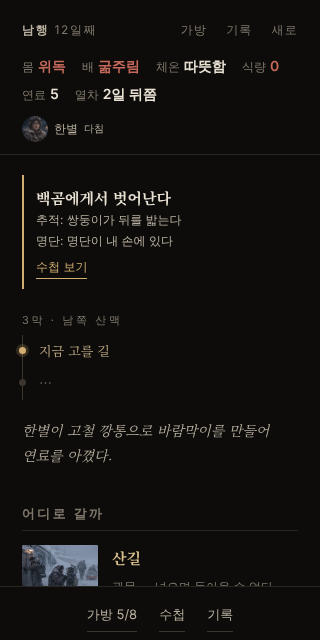 남행 12일째 가방 기록 새로
몸 위독 배 굶주림 체온 따뜻함 식량 0
연료 5 열차 2일 뒤쫌
한별 다침
백곰에게서 벗어난다
추적: 쌍둥이가 뒤를 밟는다
명단: 명단이 내 손에 있다
수첩 보기
3막 · 남쪽 산맥
지금 고를 길
...
한별이 고철 깡통으로 바람막이를 만들어
연료를 아꼈다.
어디로 갈까
산길
가방 5/8 수첩 기록